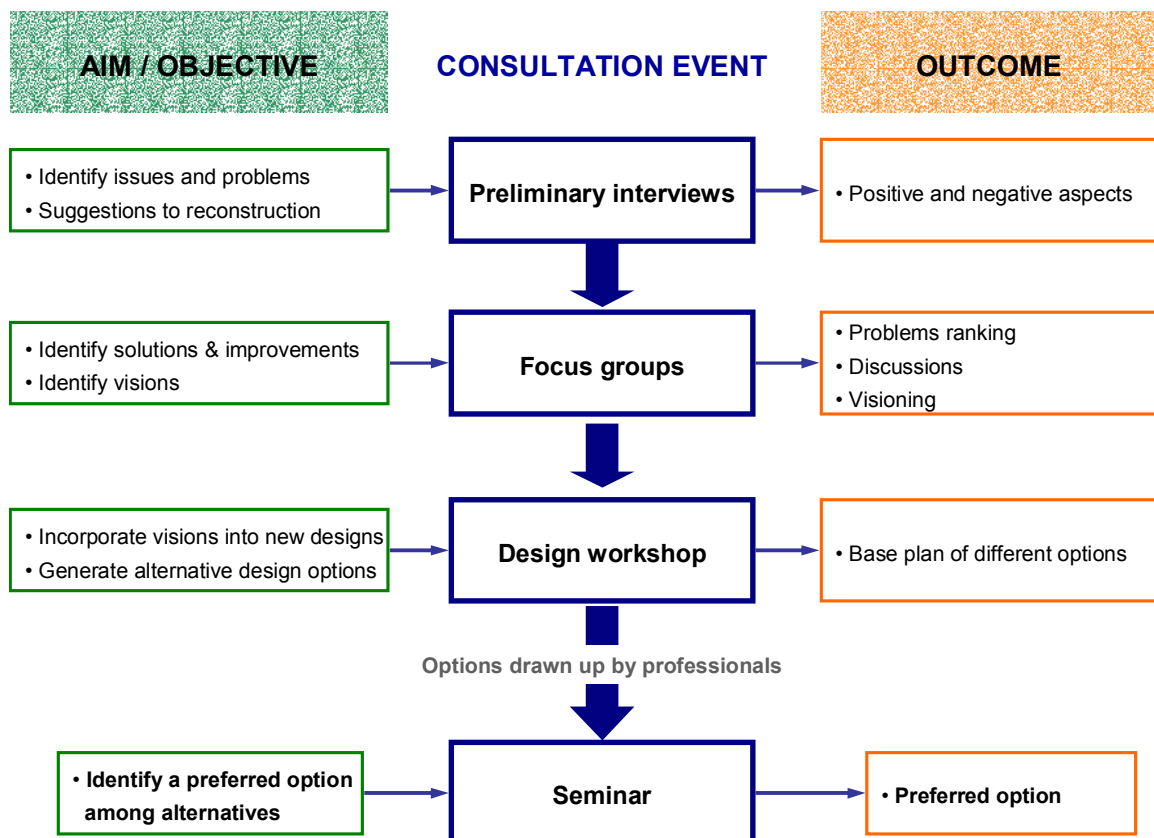 AIM / OBJECTIVE
CONSULTATION EVENT
OUTCOME
• Identify issues and problems
• Suggestions to reconstruction
Preliminary interviews
• Positive and negative aspects
• Identify solutions & improvements
• Identify visions
Focus groups
• Problems ranking
• Discussions
• Visioning
• Incorporate visions into new designs
• Generate alternative design options
Design workshop
• Base plan of different options
Options drawn up by professionals
• Identify a preferred option
among alternatives
Seminar
• Preferred option